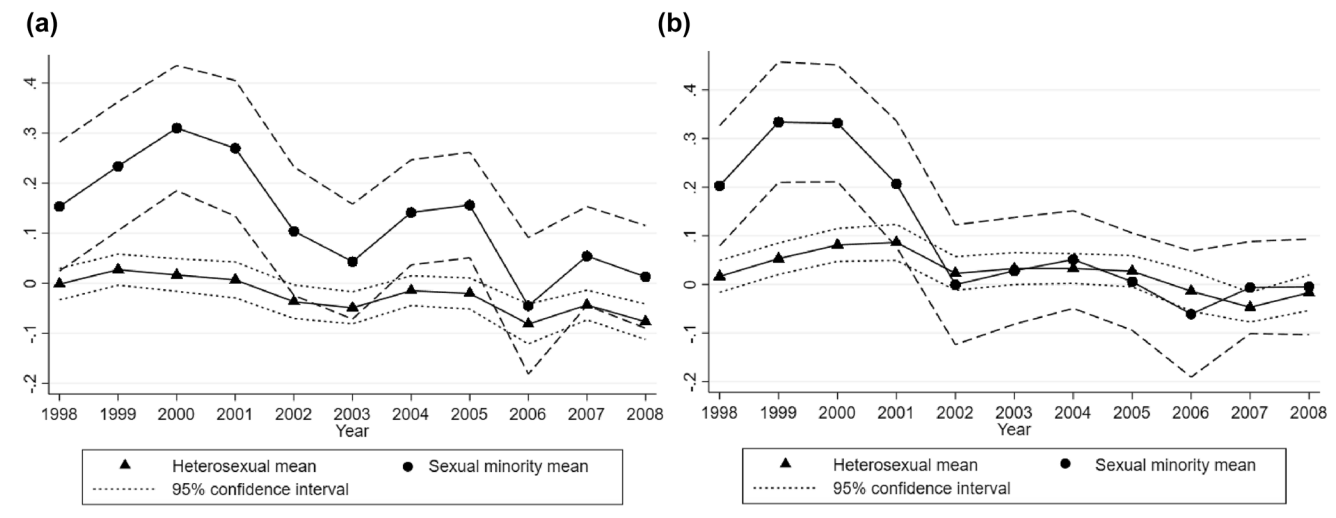 (a)
.4
.3
.2
.1
0
-.1
-.2
1998 1999 2000 2001 2002 2003 2004 2005 2006 2007 2008
Year
Heterosexual mean Sexual minority mean
95% confidence interval
(b)
.4
.3
.2
.1
0
-.1
-.2
1998 1999 2000 2001 2002 2003 2004 2005 2006 2007 2008
Year
Heterosexual mean Sexual minority mean
95% confidence interval